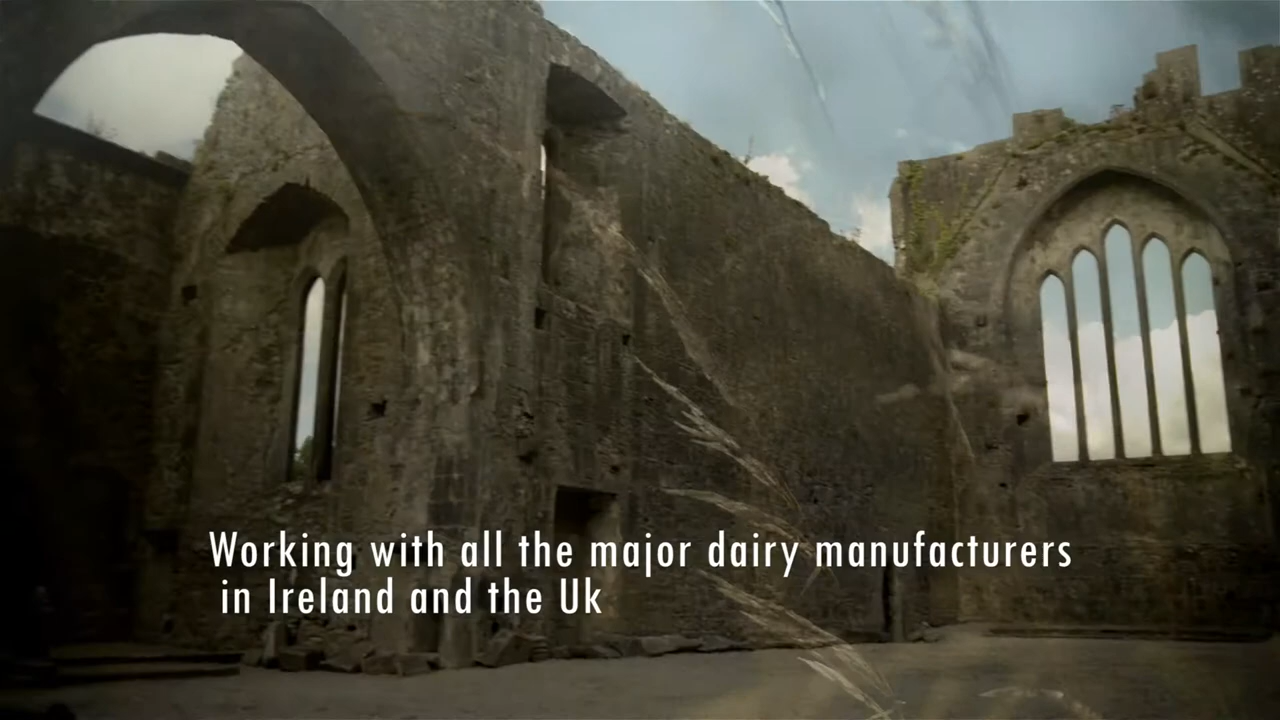 Working with all the major dairy manufacturers
in Ireland and the Uk